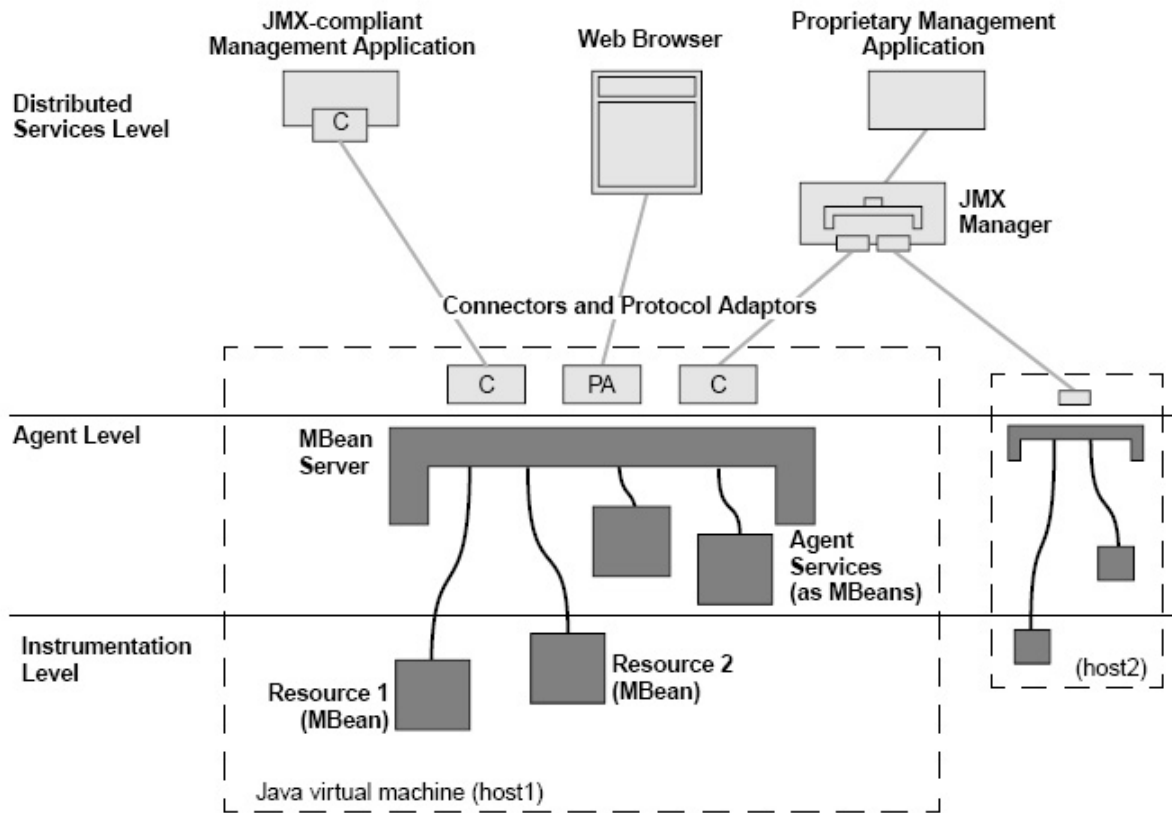 JMX-compliant
Management Application
Web Browser
Proprietary Management
Application
Distributed
Services Level
C
JMX
Manager
Connectors and Protocol Adaptors
C
PA
C
Agent Level
MBean
Server
Agent
Services
(as MBeans)
Instrumentation
Level
Resource 1
(MBean)
Resource 2
(MBean)
(host2)
Java virtual machine (host1)